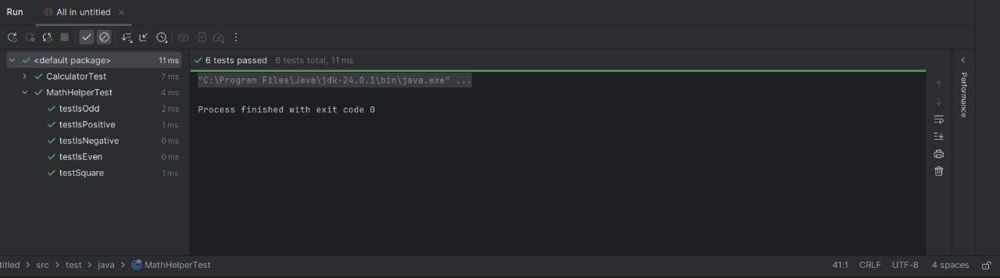 Run All in untitled
<default package> 11 ms
CalculatorTest 7 ms
MathHelperTest 4 ms
testIsOdd 2 ms
testIsPositive 1 ms
testIsNegative 0 ms
testIsEven 0 ms
testSquare 1 ms
6 tests passed 6 tests total, 11 ms
"C:\Program Files\Java\jdk-24.0.1\bin\java.exe" ...
Process finished with exit code 0
Performance
titled > src > test > java > MathHelperTest 41:1 CRLF UTF-8 4 spaces